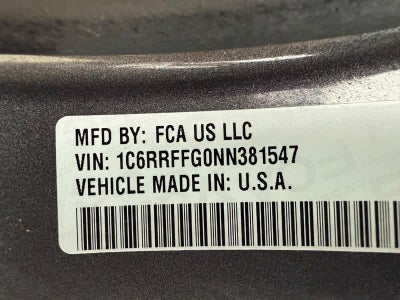 MFD BY: FCA US LLC
VIN: 1C6RRFFG0NN381547
VEHICLE MADE IN: U.S.A.